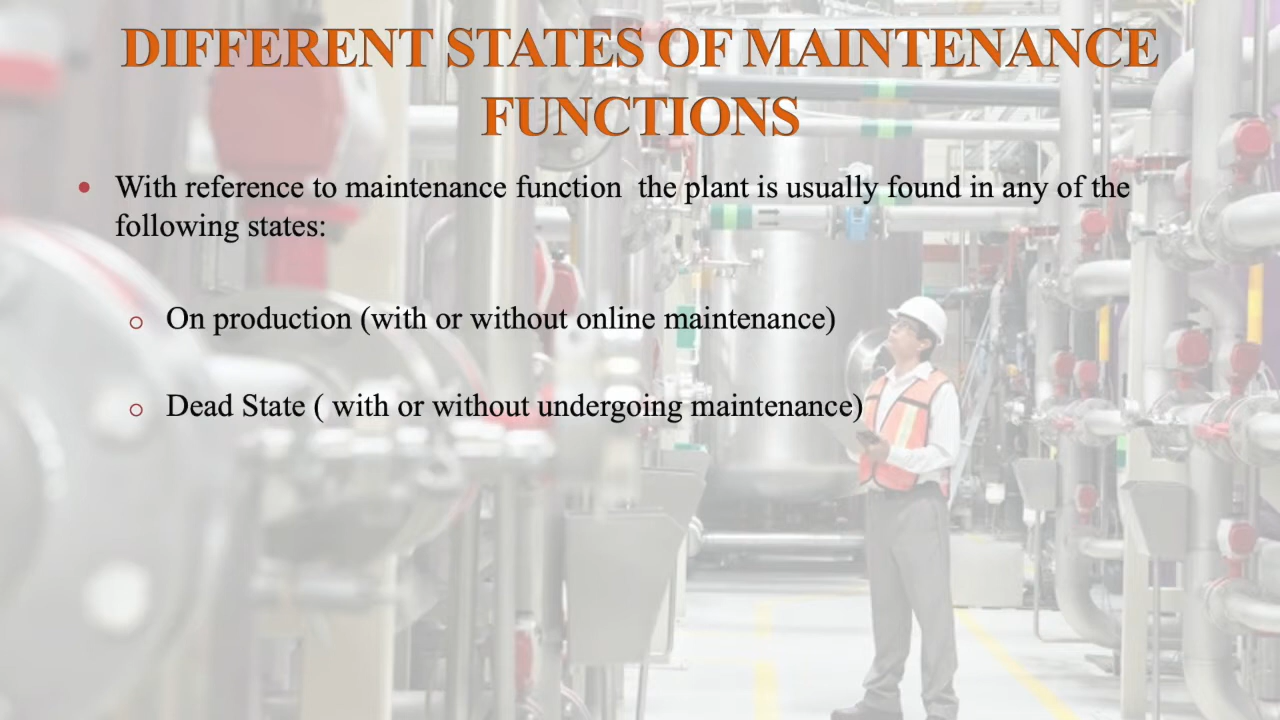 DIFFERENT STATES OF MAINTENANCE
FUNCTIONS
• With reference to maintenance function  the plant is usually found in any of the
following states:
o On production (with or without online maintenance)
o Dead State ( with or without undergoing maintenance)